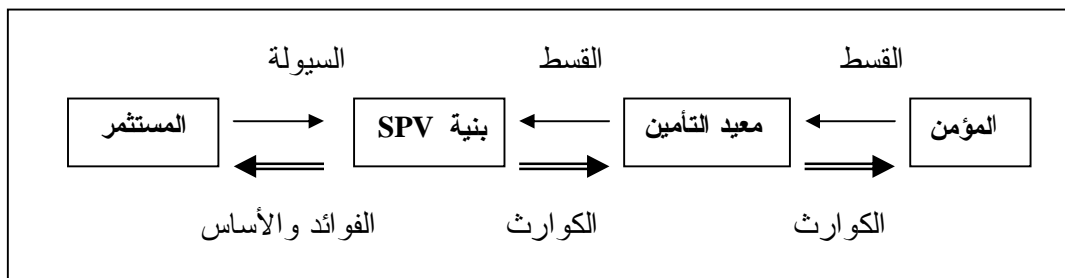 القسط القسط السيولة
المؤمن معيد التأمين بنية SPV المستثمر
الكوارث الكوارث الفوائد والأساس